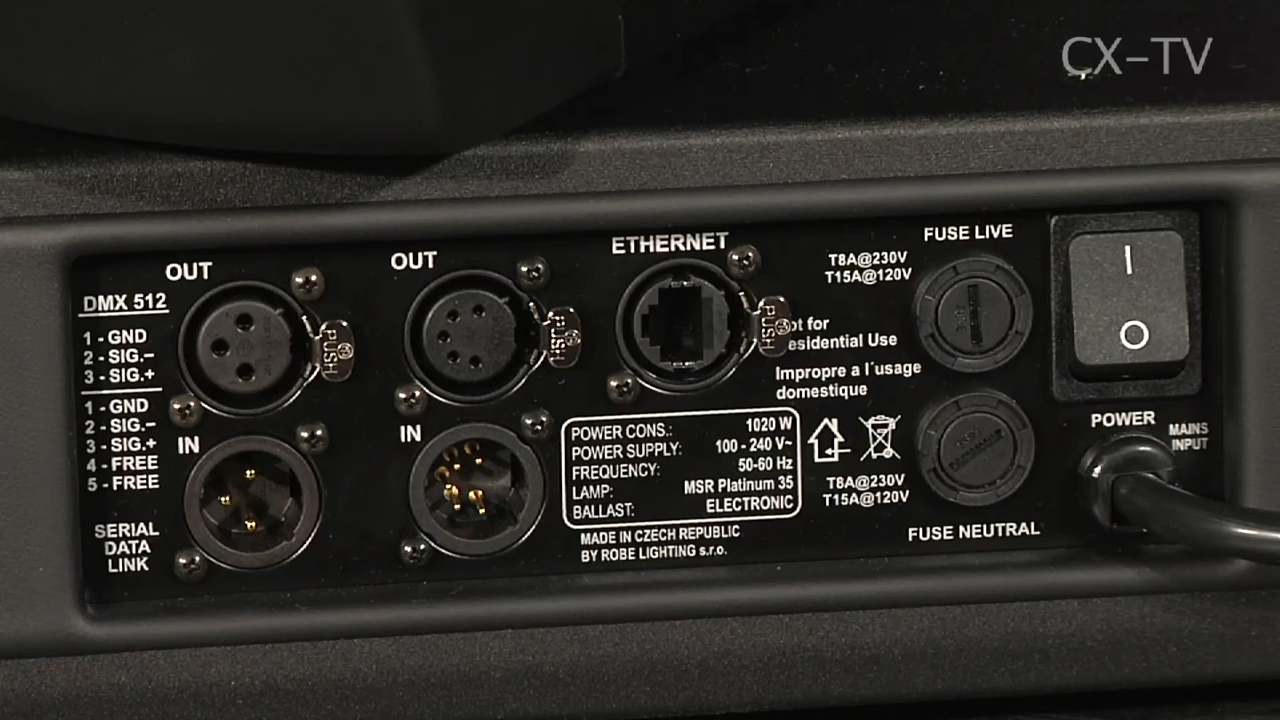 CX-TV
OUT
DMX 512
1 - GND
2 - SIG.-
3 - SIG.+
1 - GND
2 - SIG.-
3 - SIG.+
4 - FREE
5 - FREE
IN
SERIAL
DATA
LINK
PUSH
OUT
PUSH
IN
ETHERNET
PUSH
T8A@230V
T15A@120V
for
Use
Impropre a l´usage
domestique
POWER CONS.: 1020 W
POWER SUPPLY: 100 - 240 V~
FREQUENCY: 50-60 Hz
LAMP: MSR Platinum 35
BALLAST: ELECTRONIC
MADE IN CZECH REPUBLIC
BY ROBE LIGHTING s.r.o.
T8A@230V
T15A@120V
FUSE LIVE
FUSE NEUTRAL
I
O
POWER
MAINS
INPUT